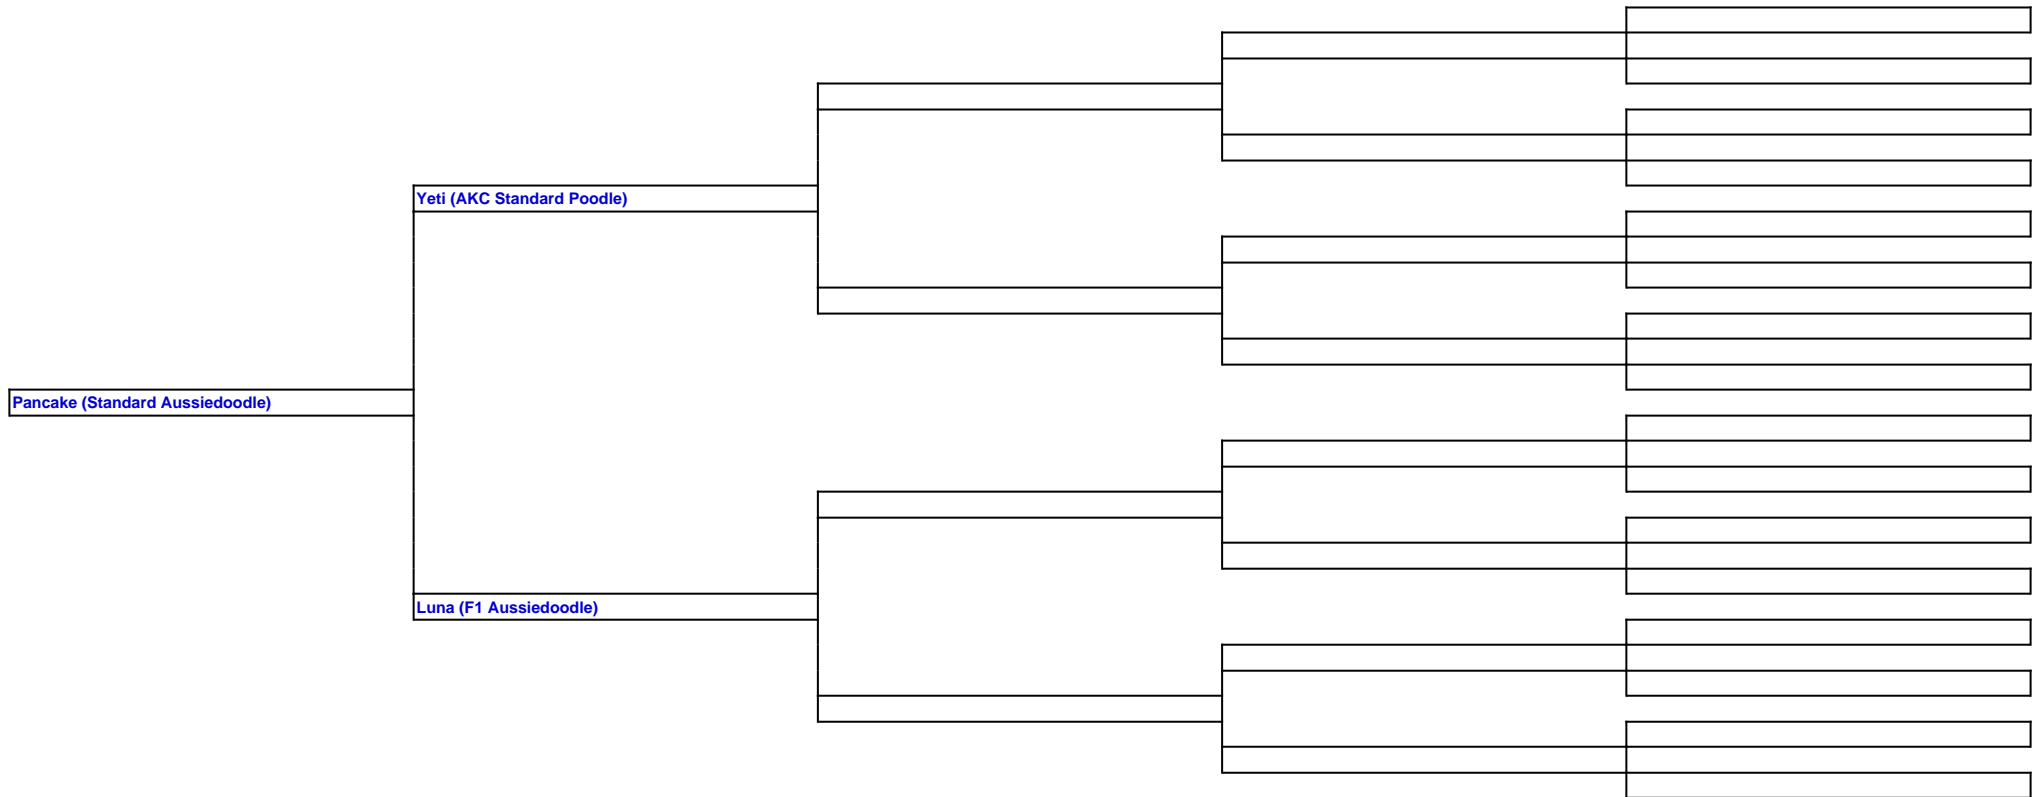 Yeti (AKC Standard Poodle)
Pancake (Standard Aussiedoodle)
Luna (F1 Aussiedoodle)